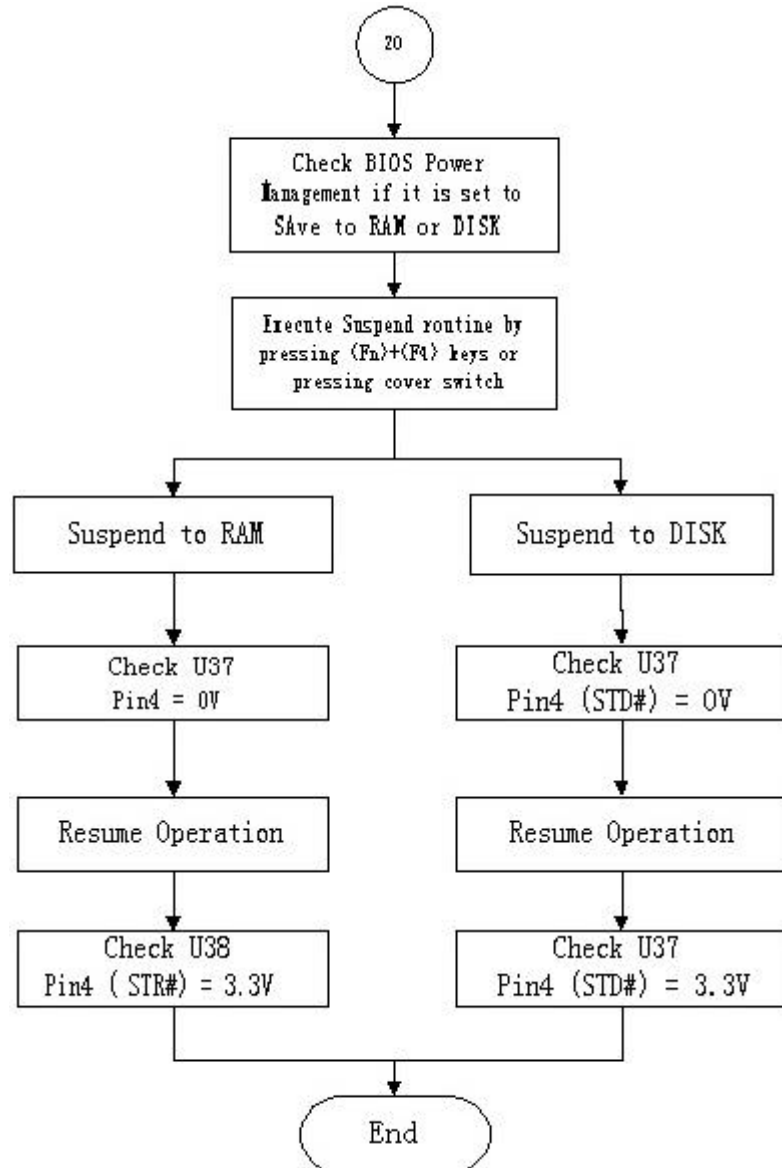 20
Check BIOS Power
Management if it is set to
SAve to RAM or DISK
Execute Suspend routine by
pressing (Fn)+(F4) keys or
pressing cover switch
Suspend to RAM
Suspend to DISK
Check U37
Pin4 = 0V
Check U37
Pin4 (STD#) = 0V
Resume Operation
Resume Operation
Check U38
Pin4 ( STR#) = 3.3V
Check U37
Pin4 (STD#) = 3.3V
End